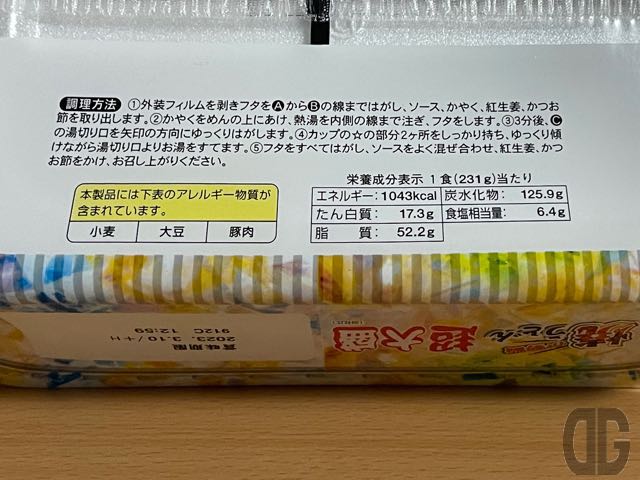 調理方法 ①外装フィルムを剥きフタをAからBの線まではがし、ソース、かやく、紅生姜、かつお
節を取り出します。②かやくをめんの上にあけ、熱湯を内側の線まで注ぎ、フタをします。③3分後、C
の湯切り口を矢印の方向にゆっくりはがします。④カップの☆の部分2ヶ所をしっかり持ち、ゆっくり傾
けながら湯切り口よりお湯をすてます。⑤フタをすべてはがし、ソースをよく混ぜ合わせ、紅生姜、かつ
お節をかけ、お召し上がりください。
本製品には下表のアレルギー物質が
含まれています。
小麦 大豆 豚肉
栄養成分表示 1食(231g)当たり
エネルギー:1043kcal 炭水化物: 125.9g
たん白質: 17.3g 食塩相当量: 6.4g
脂 質: 52.2g
賞味期限
2023. 3.10/+H
912C 12:59
焼うどん
超大盛
DG